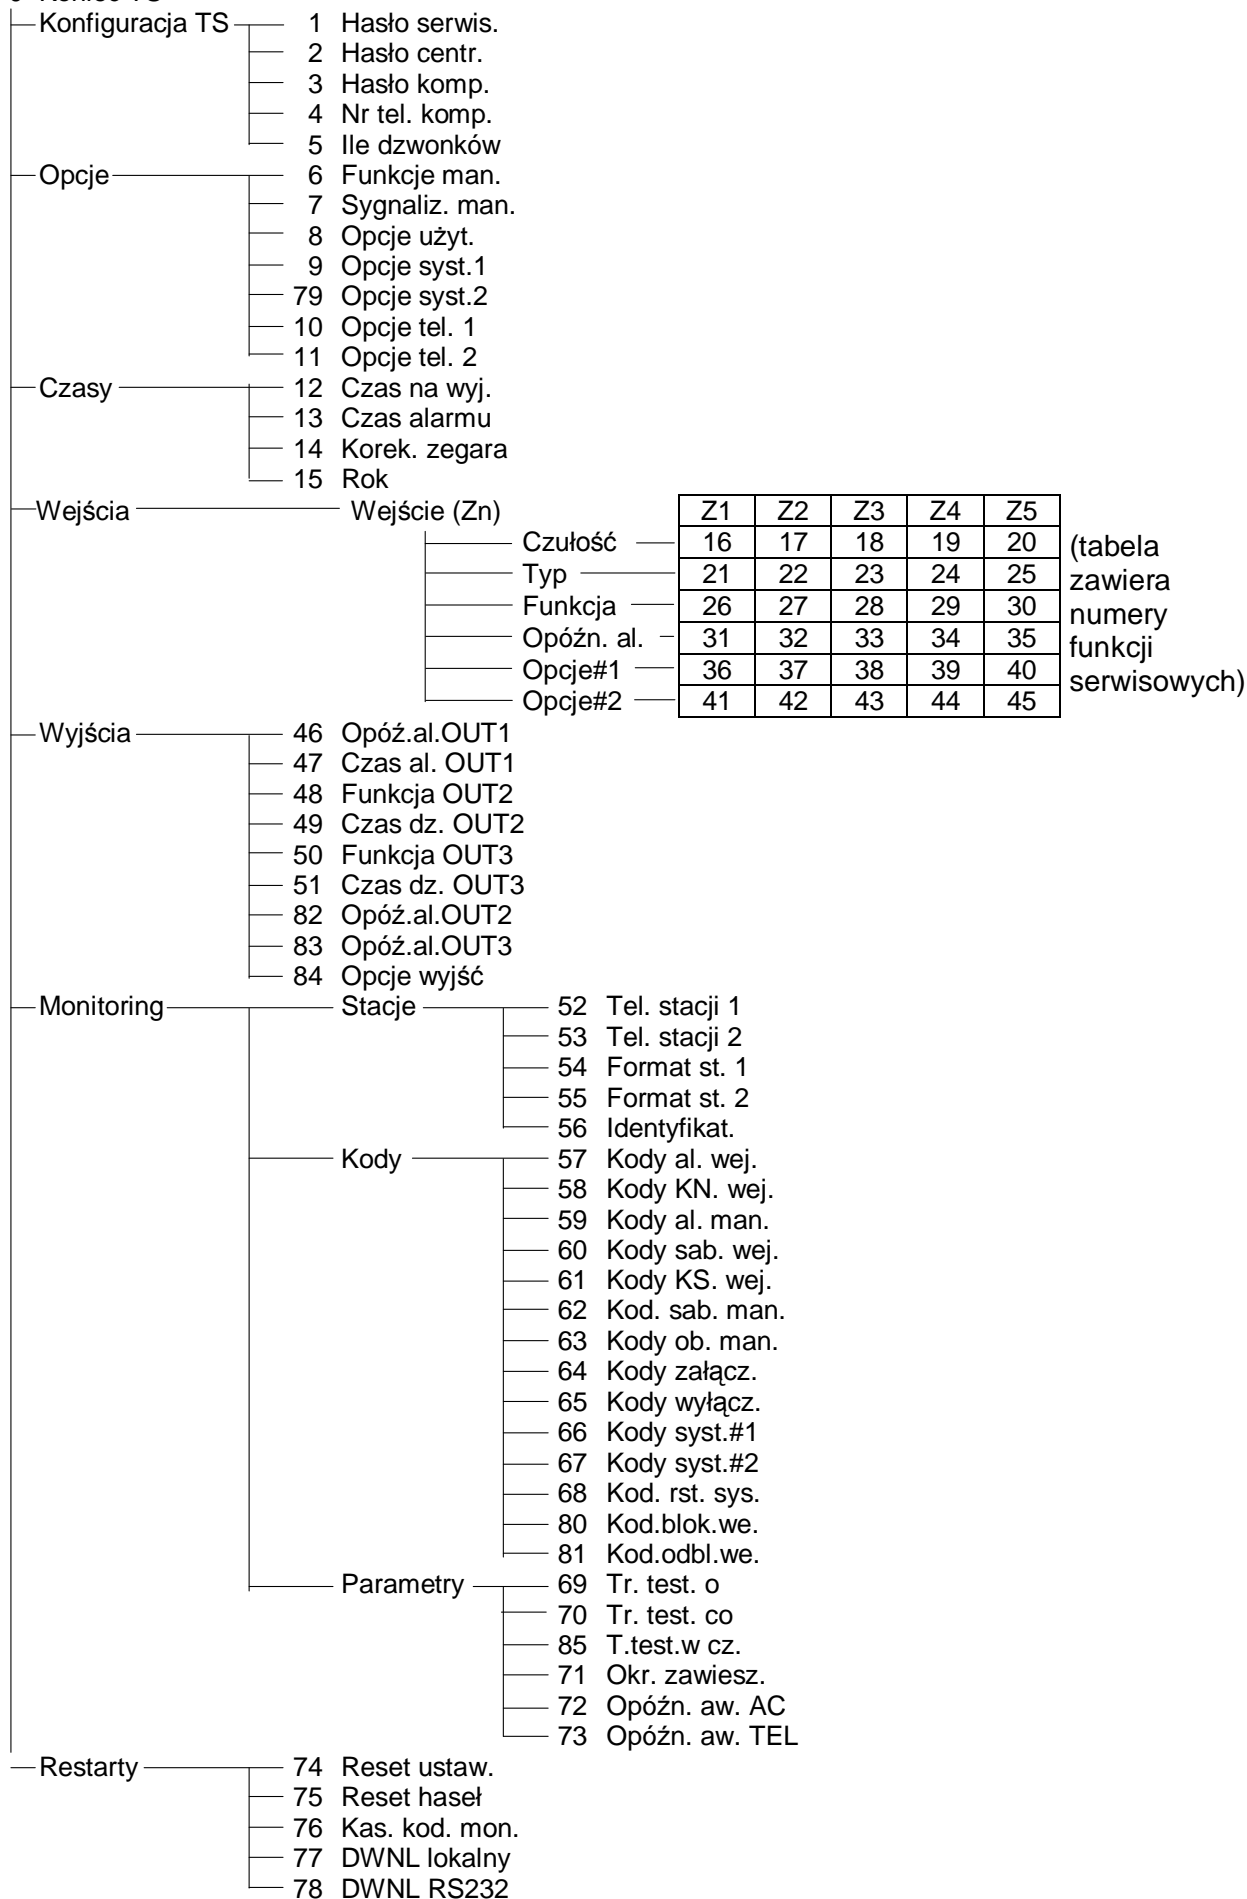 Konfiguracja TS 1 Hasło serwis.
2 Hasło centr.
3 Hasło komp.
4 Nr tel. komp.
5 Ile dzwonków
Opcje 6 Funkcje man.
7 Sygnaliz. man.
8 Opcje użyt.
9 Opcje syst.1
79 Opcje syst.2
10 Opcje tel. 1
11 Opcje tel. 2
Czasy 12 Czas na wyj.
13 Czas alarmu
14 Korek. zegara
15 Rok
Wejścia Wejście (Zn) Z1 Z2 Z3 Z4 Z5
Czułość 16 17 18 19 20 (tabela
Typ 21 22 23 24 25 zawiera
Funkcja 26 27 28 29 30 numery
Opóźn. al. 31 32 33 34 35 funkcji
Opcje#1 36 37 38 39 40 serwisowych)
Opcje#2 41 42 43 44 45
Wyjścia 46 Opóź.al.OUT1
47 Czas al. OUT1
48 Funkcja OUT2
49 Czas dz. OUT2
50 Funkcja OUT3
51 Czas dz. OUT3
82 Opóź.al.OUT2
83 Opóź.al.OUT3
84 Opcje wyjść
Monitoring Stacje 52 Tel. stacji 1
53 Tel. stacji 2
54 Format st. 1
55 Format st. 2
56 Identyfikat.
Kody 57 Kody al. wej.
58 Kody KN. wej.
59 Kody al. man.
60 Kody sab. wej.
61 Kody KS. wej.
62 Kod. sab. man.
63 Kody ob. man.
64 Kody załącz.
65 Kody wyłącz.
66 Kody syst.#1
67 Kody syst.#2
68 Kod. rst. sys.
80 Kod.blok.we.
81 Kod.odbl.we.
Parametry 69 Tr. test. o
70 Tr. test. co
85 T.test.w cz.
71 Okr. zawiesz.
72 Opóźn. aw. AC
73 Opóźn. aw. TEL
Restarty 74 Reset ustaw.
75 Reset haseł
76 Kas. kod. mon.
77 DWNL lokalny
78 DWNL RS232